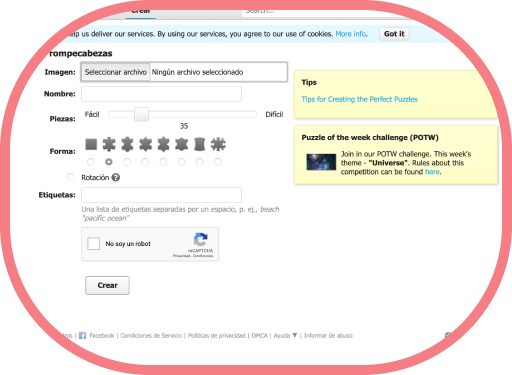 Crear
Search...
us deliver our services. By using our services, you agree to our use of cookies. More info. Got it
rompecabezas
Imagen: Seleccionar archivo Ningún archivo seleccionado
Nombre:
Piezas: Fácil Difícil
35
Forma:
Rotación ?
Etiquetas:
Una lista de etiquetas separadas por un espacio, p. ej., beach
"pacific ocean"
No soy un robot
reCAPTCHA
Privacidad - Condiciones
Crear
Tips
Tips for Creating the Perfect Puzzles
Puzzle of the week challenge (POTW)
Join in our POTW challenge. This week's
theme - "Universe". Rules about this
competition can be found here.
| Facebook | Condiciones de Servicio | Políticas de privacidad | DMCA | Ayuda ▼ | Informar de abuso